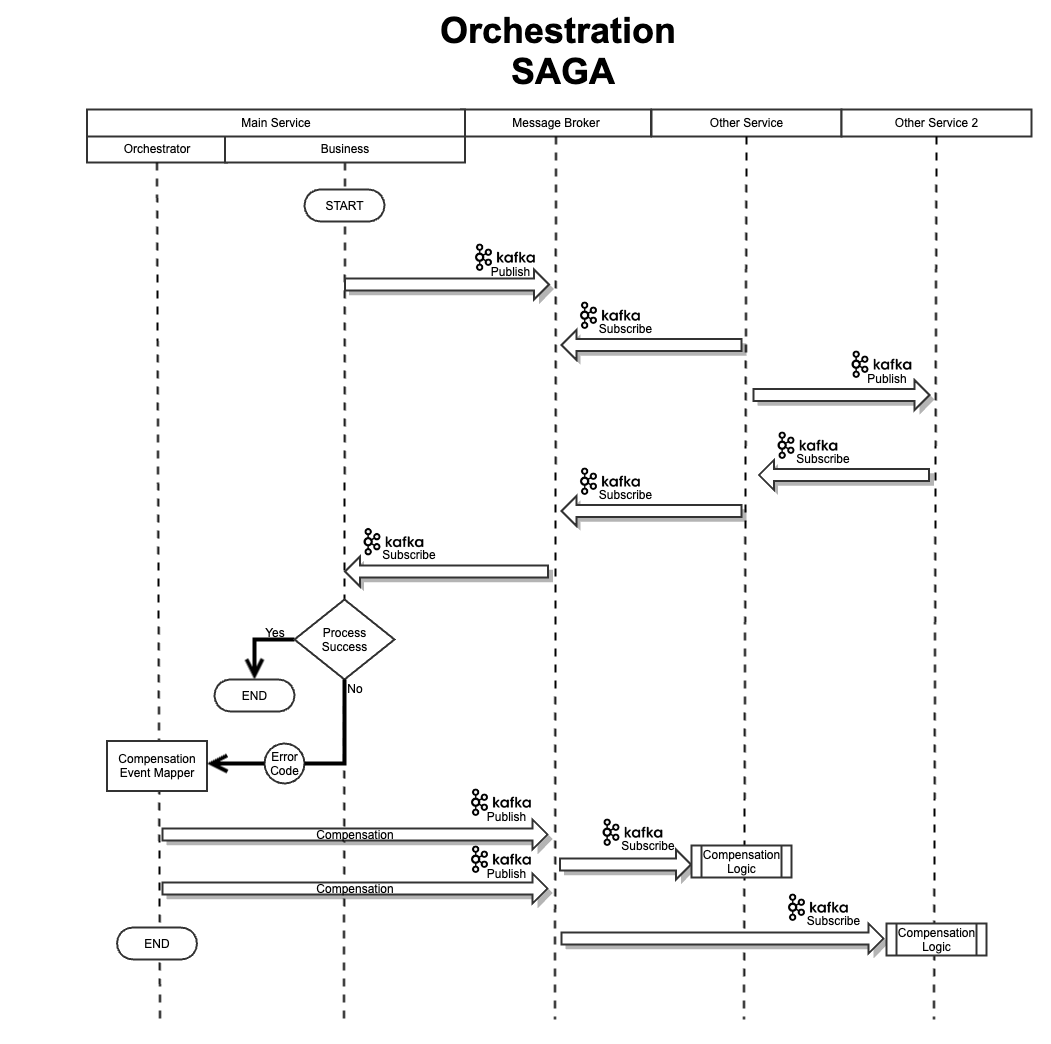 Orchestration
SAGA
Main Service
Message Broker
Other Service
Other Service 2
Orchestrator
Business
START
kafka
Publish
kafka
Subscribe
kafka
Publish
kafka
Subscribe
kafka
Subscribe
kafka
Subscribe
Process
Success
Yes
END
No
Error
Code
Compensation
Event Mapper
kafka
Publish
Compensation
kafka
Subscribe
Compensation
Logic
kafka
Publish
Compensation
kafka
Subscribe
Compensation
Logic
END